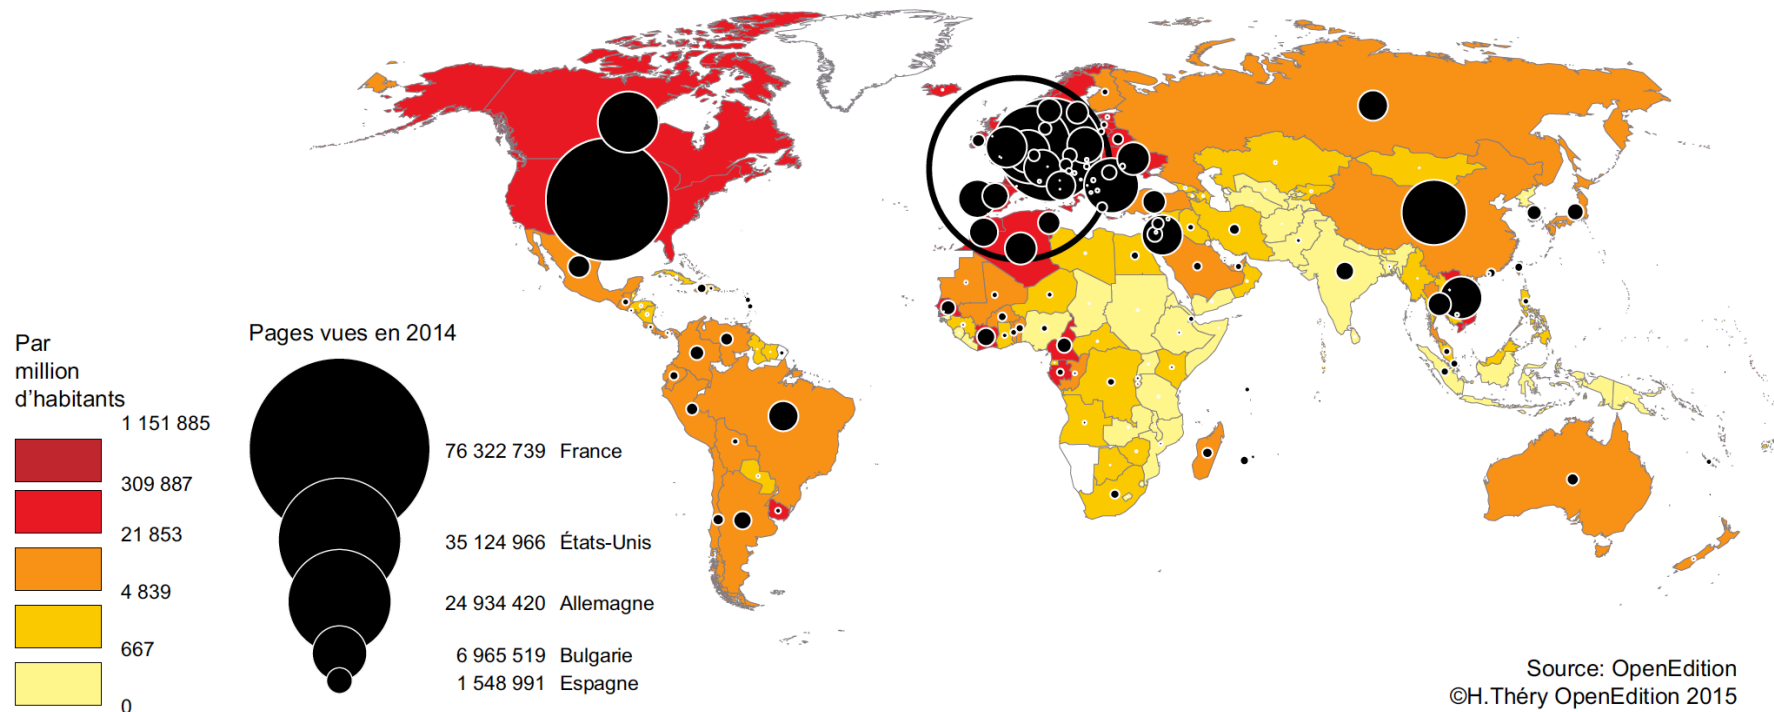 Par
million
d'habitants
1 151 885
309 887
21 853
4 839
667
0
Pages vues en 2014
76 322 739 France
35 124 966 États-Unis
24 934 420 Allemagne
6 965 519 Bulgarie
1 548 991 Espagne
Source: OpenEdition
©H.Théry OpenEdition 2015